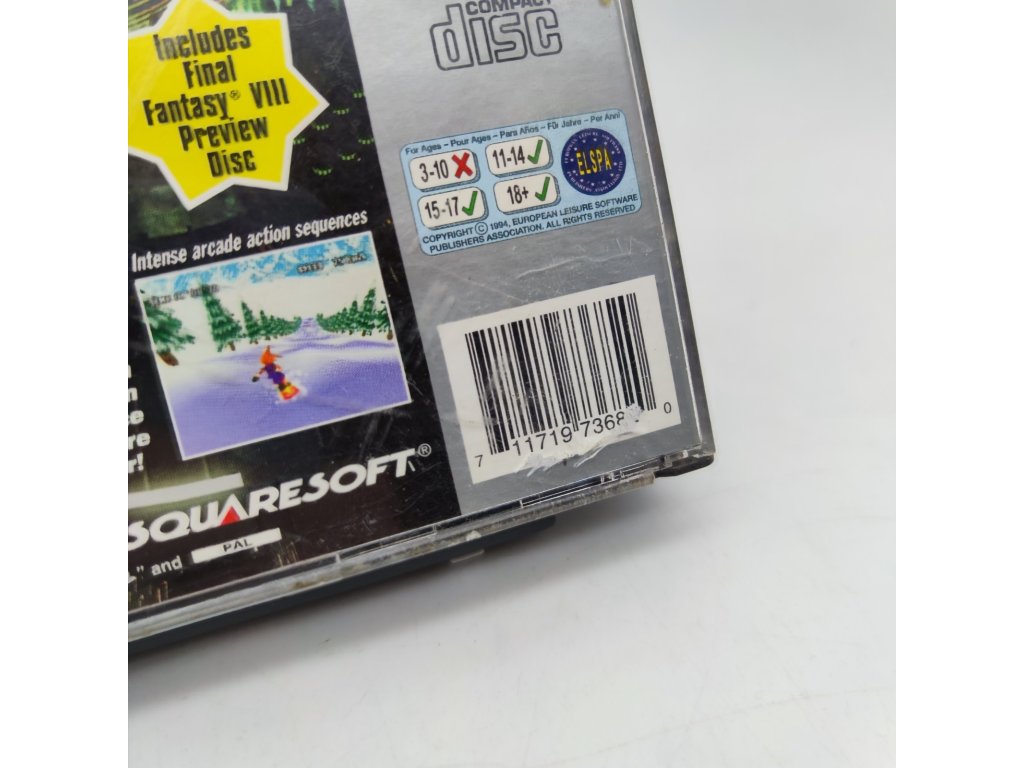 COMPACT
disc
Includes
Final
Fantasy® VIII
Preview
Disc
For Ages - Pour Ages - Para Años - Für Jahre - Per Anni
3-10 11-14
15-17 18+
ELSPA
COPYRIGHT © 1994, EUROPEAN LEISURE SOFTWARE
PUBLISHERS ASSOCIATION. ALL RIGHTS RESERVED
Intense arcade action sequences
SQUARESOFT®
" and PAL
7 11719 7368 0